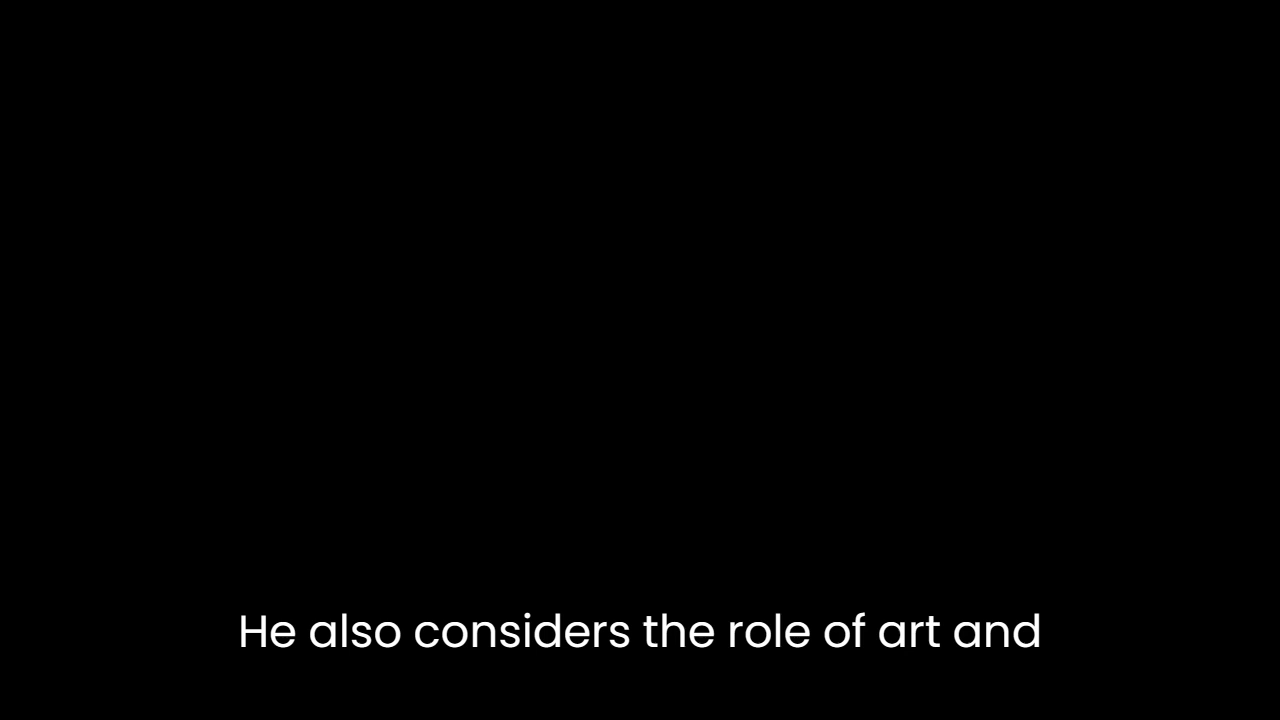 He also considers the role of art and